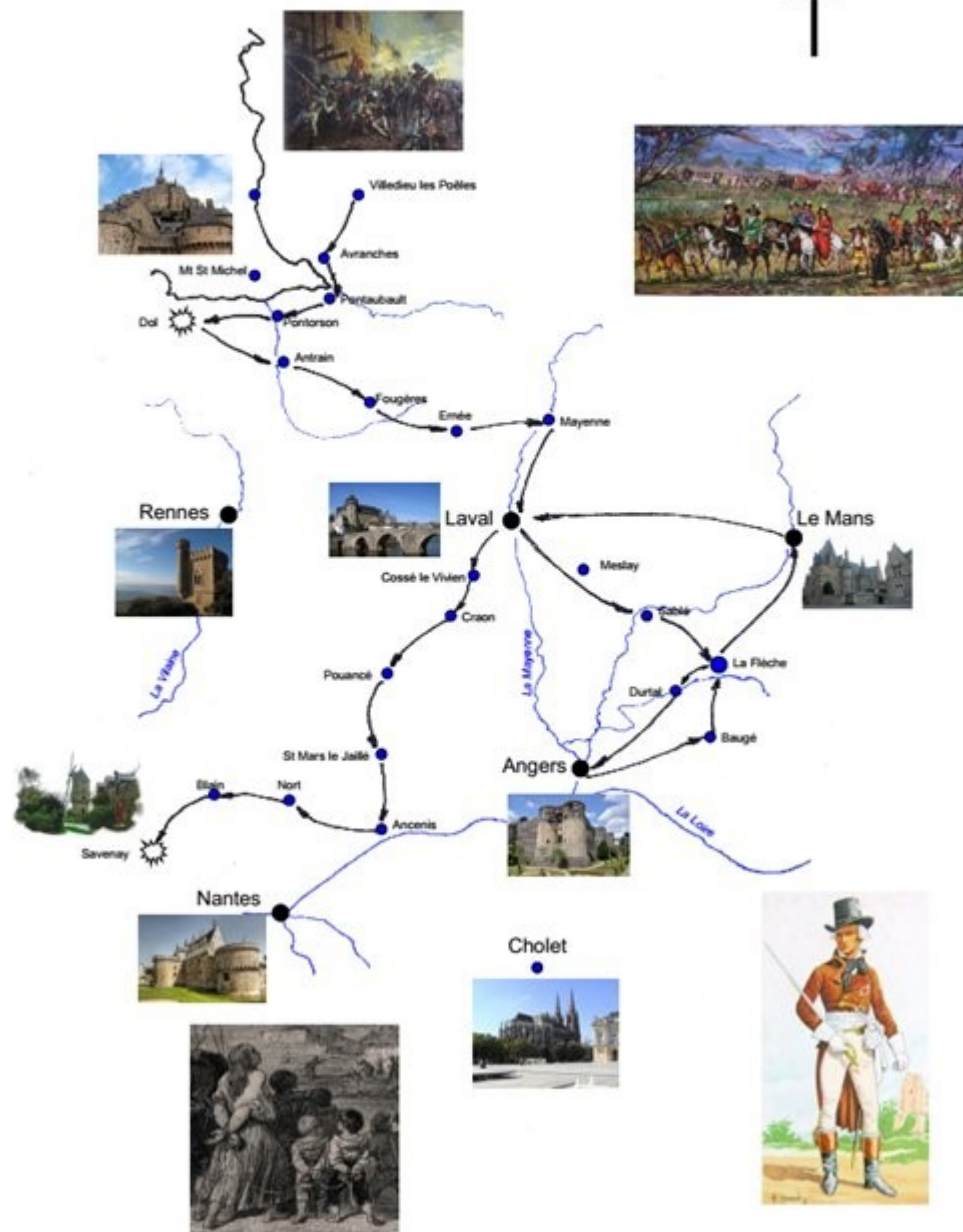 Villedieu les Poêles
Avranches
Mt St Michel
Pontaubault
Dol
Pontorson
Antrain
Fougères
Ernée
Mayenne
Rennes
Laval
Le Mans
Meslay
Cossé le Vivien
Sablé
Craon
La Flèche
La Vilaine
La Mayenne
Pouancé
Durtal
Baugé
St Mars le Jaillé
Angers
Blain
Nort
La Loire
Ancenis
Savenay
Nantes
Cholet